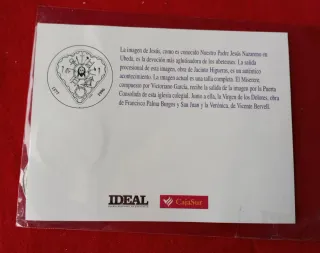 La imagen de Jesús, como es conocido Nuestro Padre Jesús Nazareno en
Ubeda, es la devoción más aglutinadora de los ubetenses. La salida
procesional de esta imagen, obra de Jacinto Higueras, es un auténtico
acontecimiento. La imagen actual es una talla completa. El Miserere,
compuesto por Victoriano García, recibe la salida de la imagen por la Puerta
Consolada de esta iglesia colegial. Junto a ella, la Virgen de los Dolores, obra
de Francisco Palma Burgos y San Juan y la Verónica, de Vicente Bervell.
1577
IDEAL
CajaSur